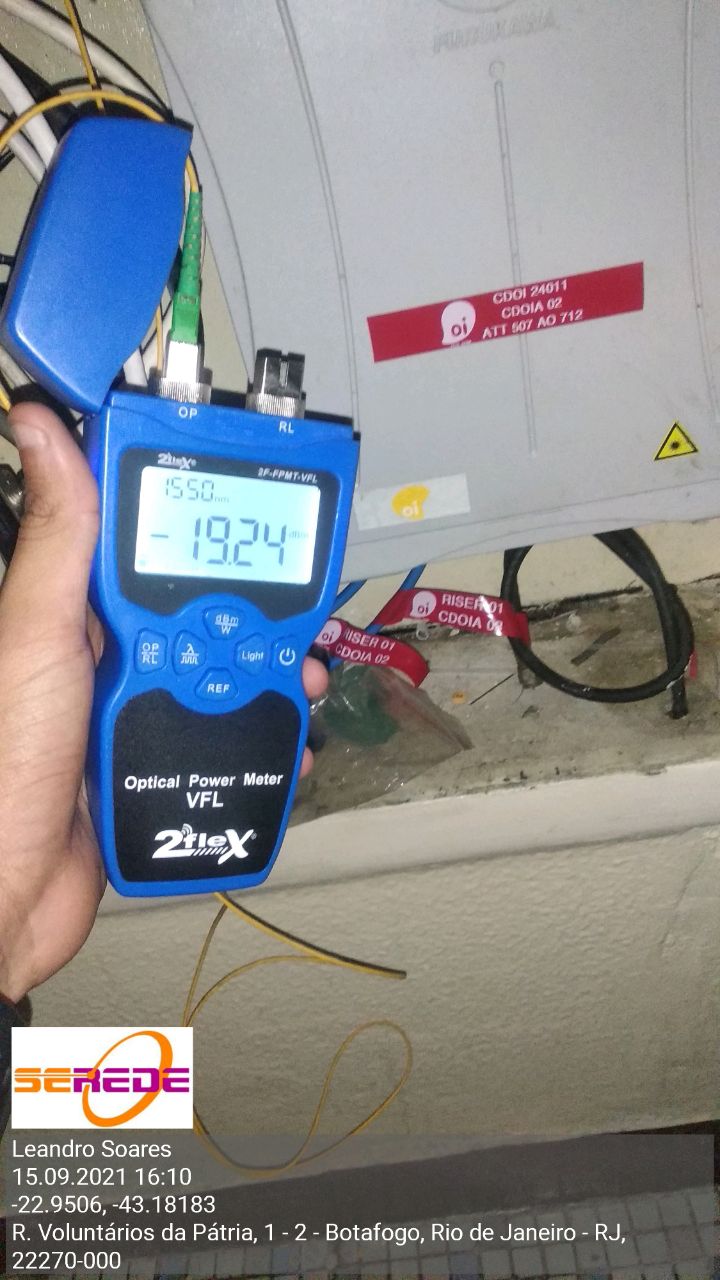 FURUKAWA
CDOI 24011
CDOIA 02
ATT 507 AO 712
oi
OP
RL
2fleX
2F-FPMT-VFL
1550nm
-19.24 dBm
oi
RISER 01
oi
RISER 01
CDOIA 02
oi
dBm
W
OP
RL
λ
Light
REF
Optical Power Meter
VFL
2fleX®
SEREDE
Leandro Soares
15.09.2021 16:10
-22.9506, -43.18183
R. Voluntários da Pátria, 1 - 2 - Botafogo, Rio de Janeiro - RJ,
22270-000